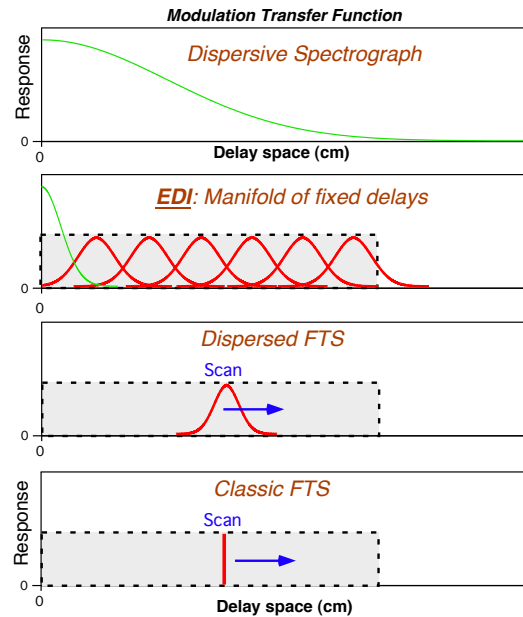 Modulation Transfer Function
Dispersive Spectrograph
Response
0
0
Delay space (cm)
EDI: Manifold of fixed delays
0
0
Dispersed FTS
Scan
0
0
Classic FTS
Scan
Response
0
0
Delay space (cm)